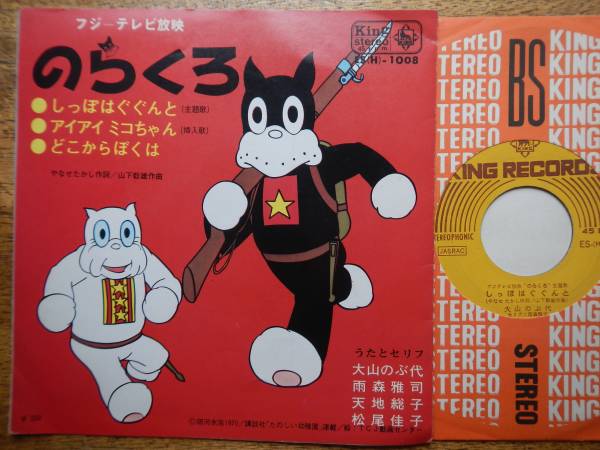 フジーテレビ放映
のらくろ
King
stereo
ES(H)-1008
●しっぽはぐぐんと(主題歌)
●アイアイ ミコちゃん(挿入歌)
●どこからぼくは
やなせたかし作詞/山下毅雄作曲
うたとセリフ
大山のぶ代
雨森雅司
天地総子
松尾佳子
BS
STEREO
KING
KING RECORDS
STEREOPHONIC
JASRAC
45
ES-(H)
しっぽはぐぐんと
大山のぶ代